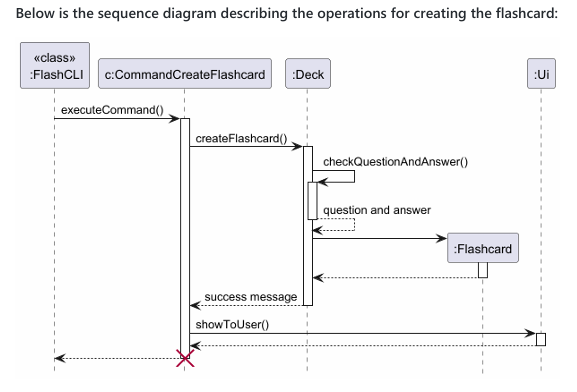 Below is the sequence diagram describing the operations for creating the flashcard:
«class»
:FlashCLI
c:CommandCreateFlashcard
:Deck
:Ui
executeCommand()
createFlashcard()
checkQuestionAndAnswer()
question and answer
:Flashcard
success message
showToUser()